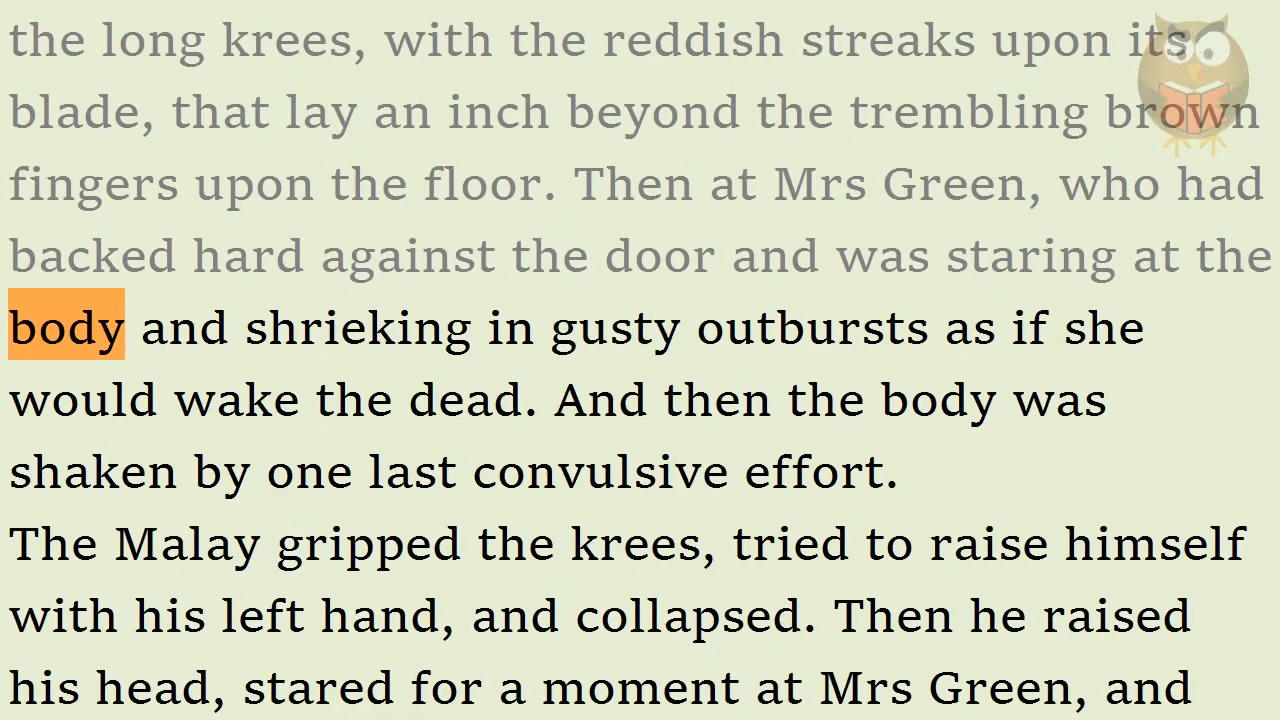 the long krees, with the reddish streaks upon its
blade, that lay an inch beyond the trembling brown
fingers upon the floor. Then at Mrs Green, who had
backed hard against the door and was staring at the
body and shrieking in gusty outbursts as if she
would wake the dead. And then the body was
shaken by one last convulsive effort.
The Malay gripped the krees, tried to raise himself
with his left hand, and collapsed. Then he raised
his head, stared for a moment at Mrs Green, and